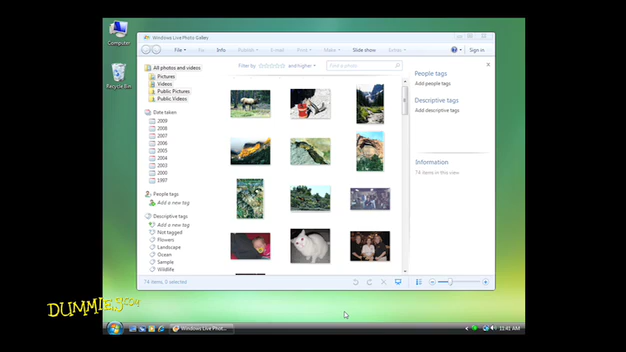 Computer
Recycle Bin
Windows Live Photo Gallery
File
Fix
Info
Publish
E-mail
Print
Make
Slide show
Extras
Sign in
All photos and videos
Pictures
Videos
Public Pictures
Public Videos
Date taken
2009
2008
2007
2006
2005
2004
2003
2000
1997
People tags
Add a new tag
Descriptive tags
Add a new tag
Not tagged
Flowers
Landscape
Ocean
Sample
Wildlife
Filter by
and higher
Find a photo
People tags
Add people tags
Descriptive tags
Add descriptive tags
Information
74 items in this view
74 items, 0 selected
DUMMIES.COM
Windows Live Phot...
11:41 AM